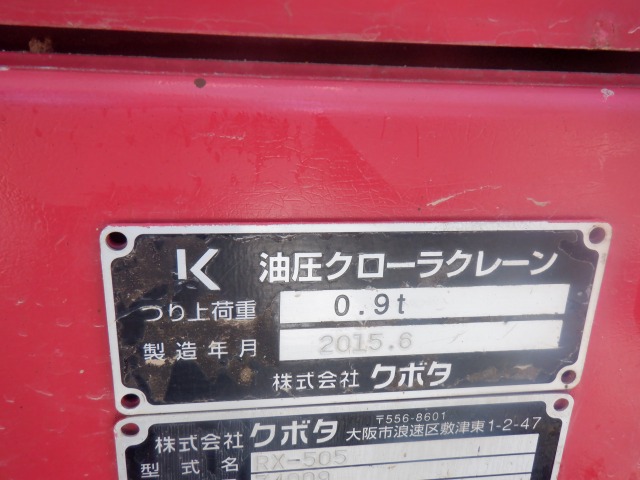 K 油圧クローラクレーン
つり上荷重 0.9t
製造年月 2015.6
株式会社 クボタ
株式会社 クボタ 〒556-8601 大阪市浪速区敷津東1-2-47
型式名 RX-505